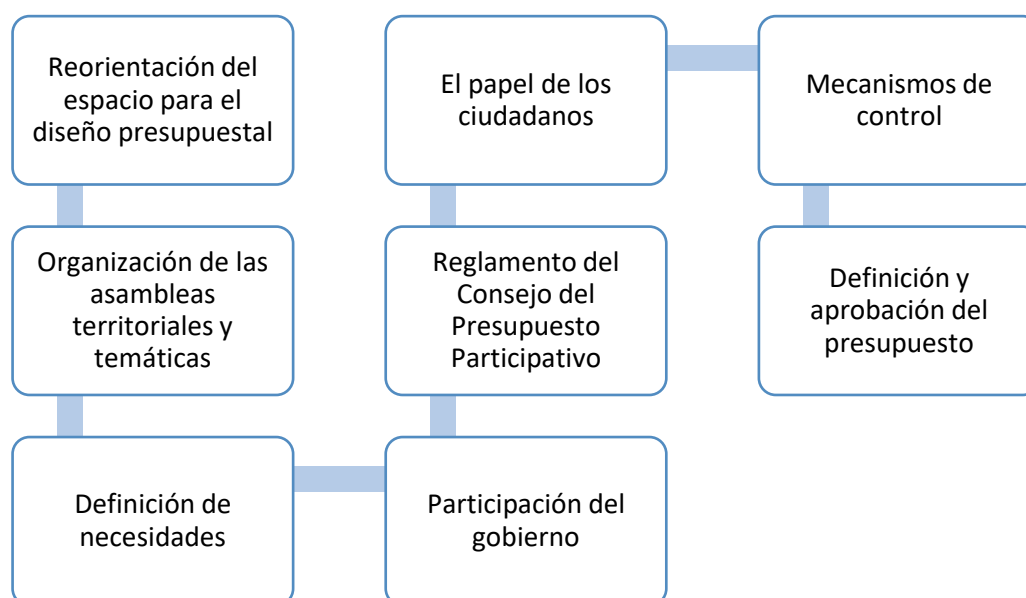 Reorientación del
espacio para el
diseño presupuestal
Organización de las
asambleas
territoriales y
temáticas
Definición de
necesidades
Participación del
gobierno
Reglamento del
Consejo del
Presupuesto
Participativo
El papel de los
ciudadanos
Mecanismos de
control
Definición y
aprobación del
presupuesto